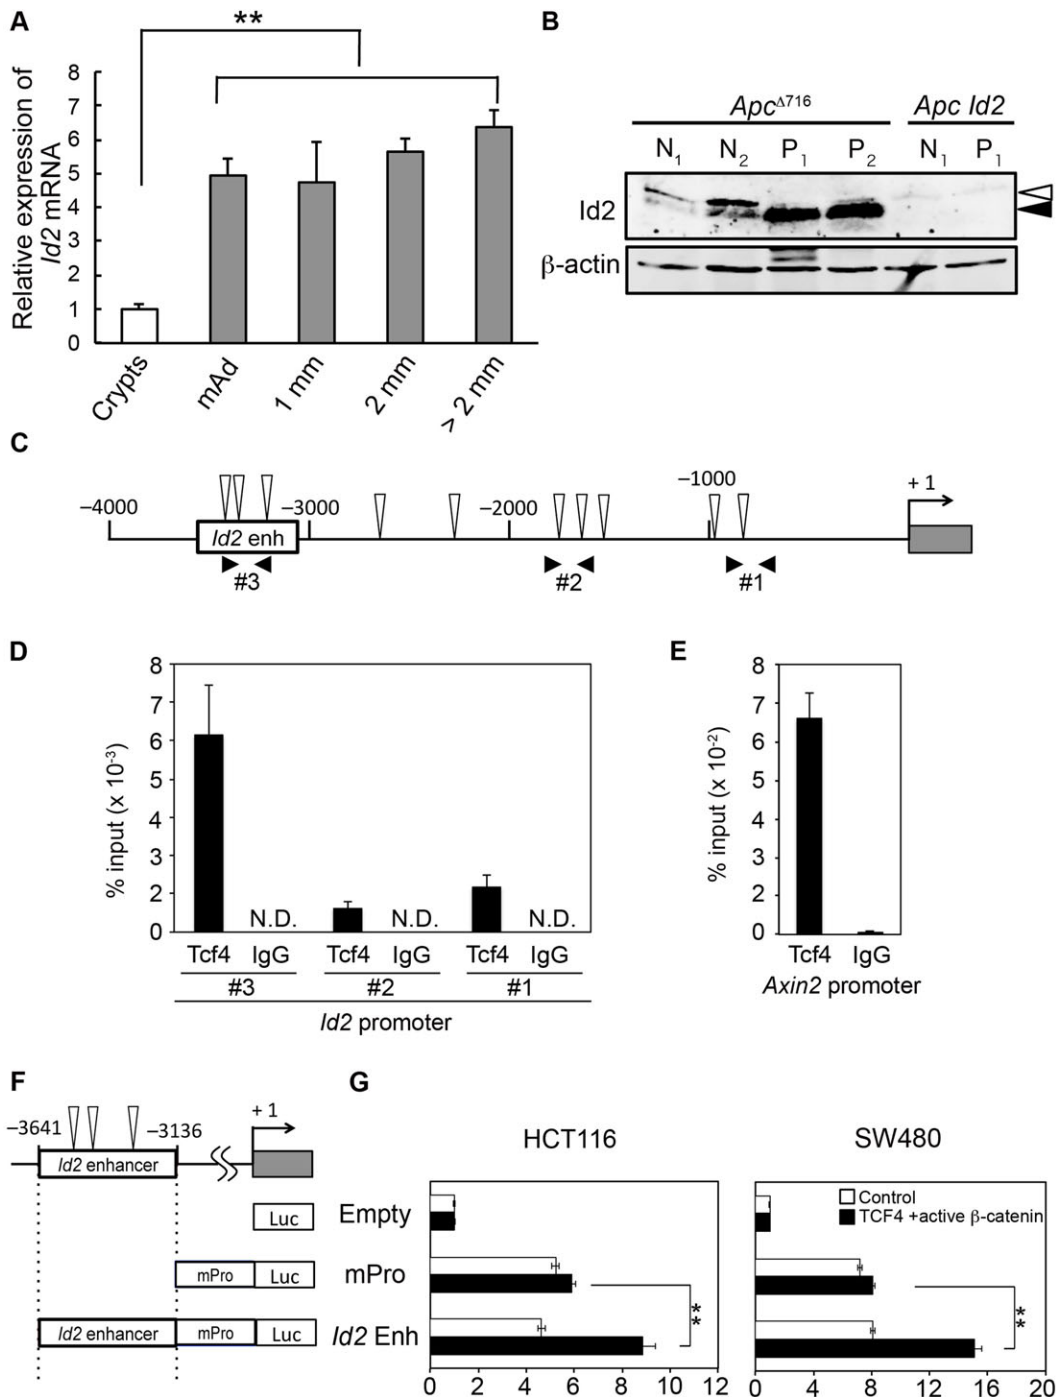 A
**
Relative expression of
Id2 mRNA
8
7
6
5
4
3
2
1
0
Crypts
mAd
1 mm
2 mm
> 2 mm
B
Apc^Δ716 Apc Id2
N₁ N₂ P₁ P₂ N₁ P₁
Id2
β-actin
C
−4000 −3000 −2000 −1000 + 1
Id2 enh
#3 #2 #1
D
% input (x 10⁻³)
8
7
6
5
4
3
2
0
N.D. N.D. N.D.
Tcf4 IgG Tcf4 IgG Tcf4 IgG
#3 #2 #1
Id2 promoter
E
% input (x 10⁻²)
8
7
6
5
4
3
2
0
Tcf4 IgG
Axin2 promoter
F
−3641 −3136 + 1
Id2 enhancer
Luc
mPro Luc
Id2 enhancer mPro Luc
G
HCT116 SW480
Control
TCF4 +active β-catenin
Empty
mPro
Id2 Enh
**
**
0 2 4 6 8 10 12
0 4 8 12 16 20